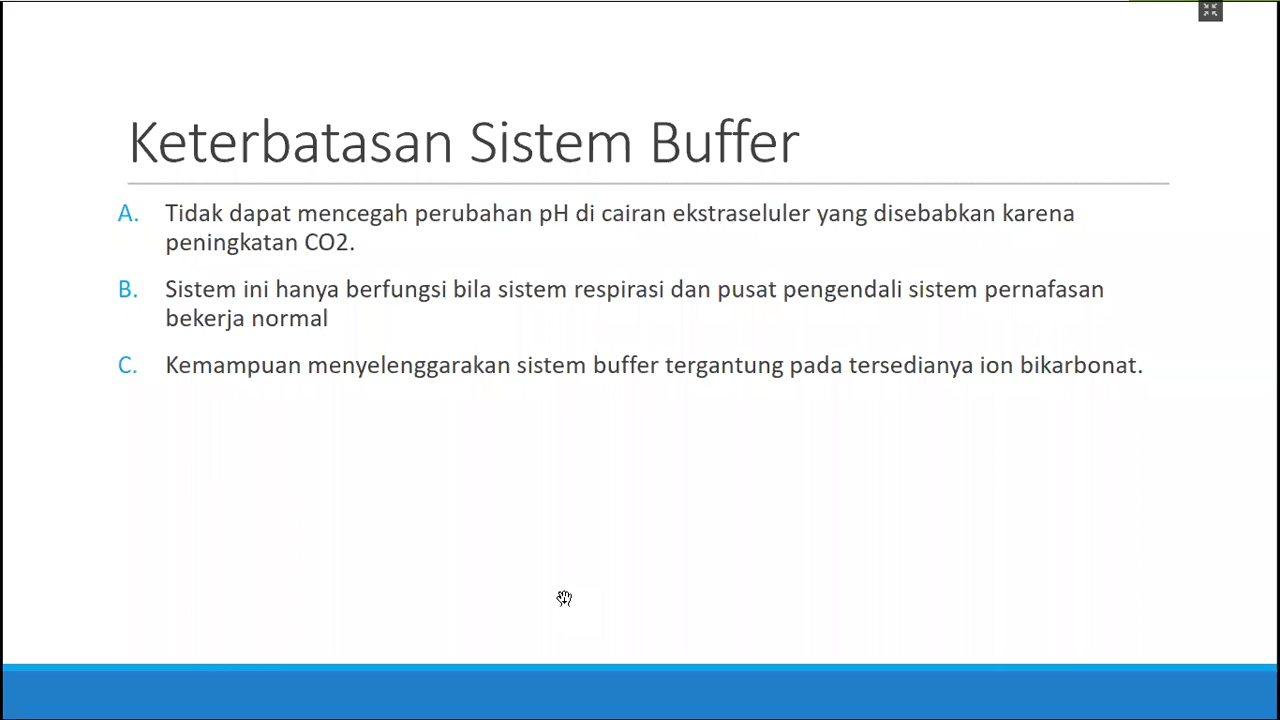 Keterbatasan Sistem Buffer
A. Tidak dapat mencegah perubahan pH di cairan ekstraseluler yang disebabkan karena
peningkatan CO2.
B. Sistem ini hanya berfungsi bila sistem respirasi dan pusat pengendali sistem pernafasan
bekerja normal
C. Kemampuan menyelenggarakan sistem buffer tergantung pada tersedianya ion bikarbonat.